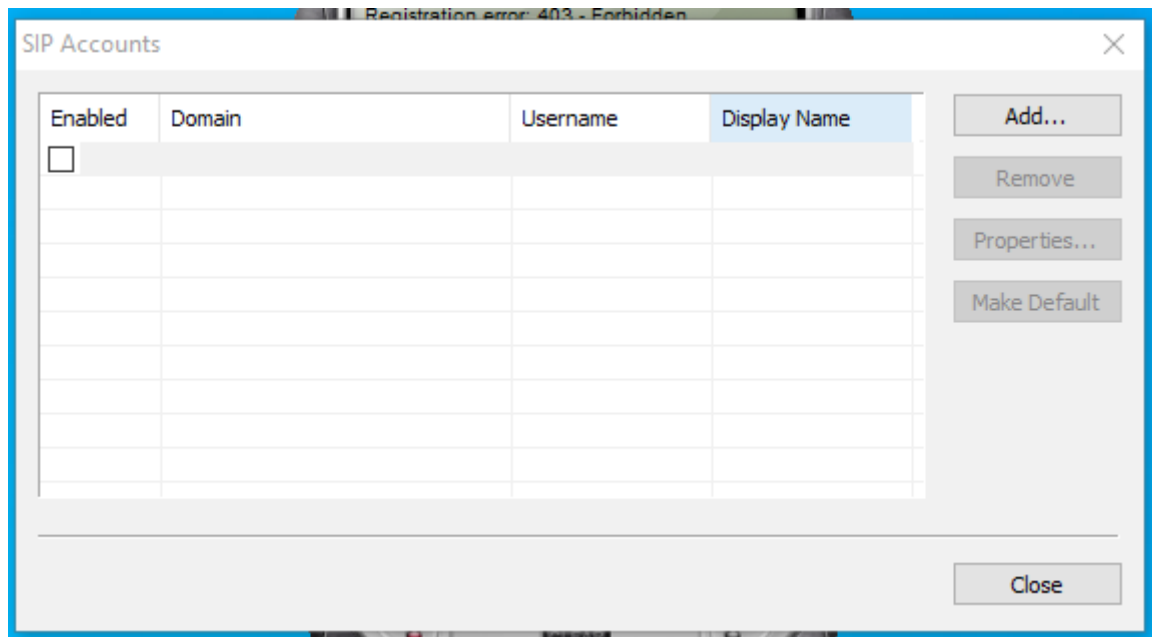 Registration error: 403 - Forbidden
SIP Accounts
Enabled Domain Username Display Name
Add...
Remove
Properties...
Make Default
Close